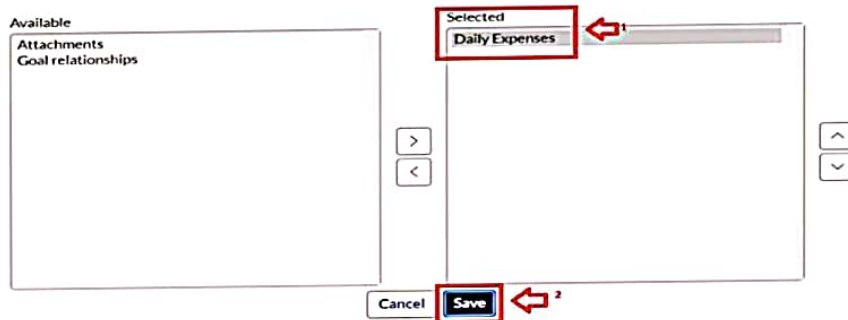 Available
Attachments
Goal relationships
>
<
Selected
Daily Expenses
1
Cancel
Save
2